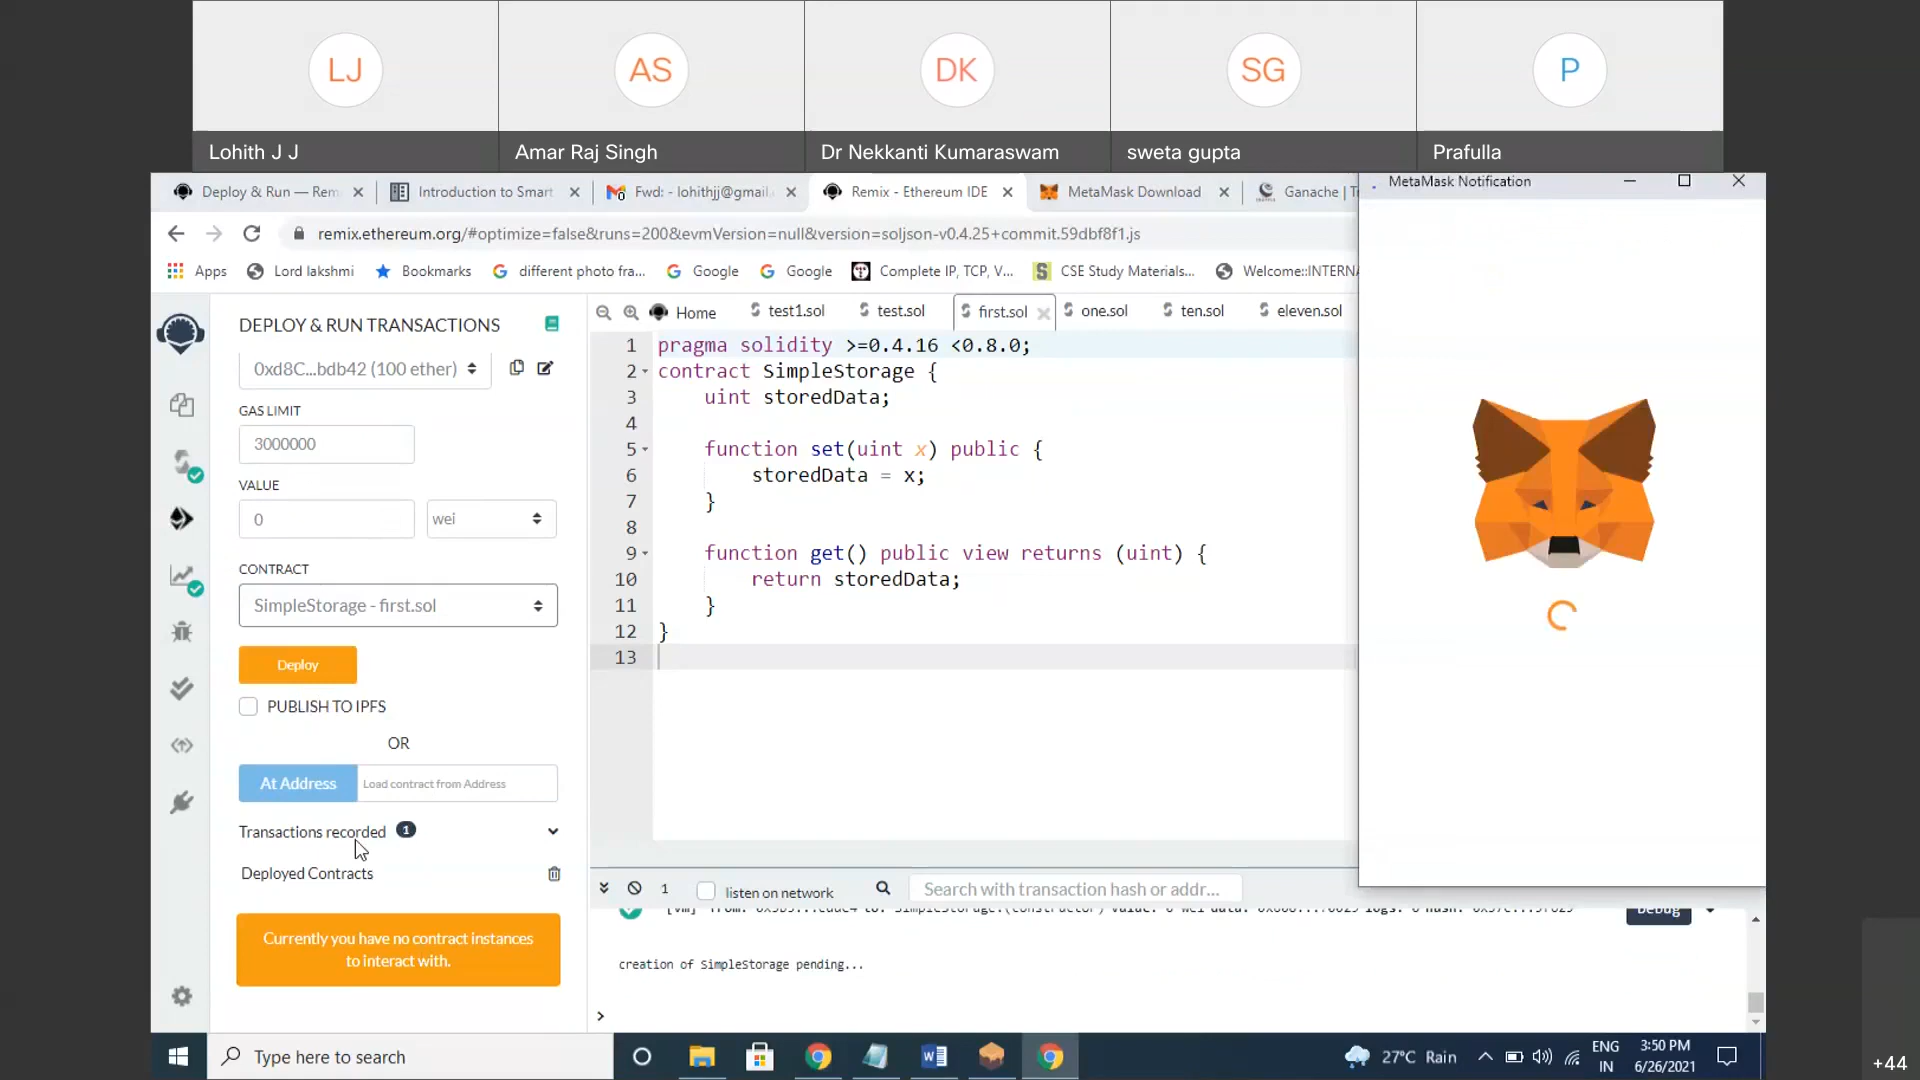 LJ
AS
DK
SG
P
Lohith J J
Amar Raj Singh
Dr Nekkanti Kumaraswam
sweta gupta
Prafulla
Deploy & Run — Rem
Introduction to Smart
Fwd: - lohithjj@gmail.
Remix - Ethereum IDE
MetaMask Download
Ganache | T
MetaMask Notification
remix.ethereum.org/#optimize=false&runs=200&evmVersion=null&version=soljson-v0.4.25+commit.59dbf8f1.js
Apps
Lord lakshmi
Bookmarks
different photo fra...
Google
Google
Complete IP, TCP, V...
CSE Study Materials...
Welcome::INTERNA
DEPLOY & RUN TRANSACTIONS
0xd8C...bdb42 (100 ether)
GAS LIMIT
3000000
VALUE
0
wei
CONTRACT
SimpleStorage - first.sol
Deploy
PUBLISH TO IPFS
OR
At Address
Load contract from Address
Transactions recorded 1
Deployed Contracts
Currently you have no contract instances
to interact with.
Home
test1.sol
test.sol
first.sol
one.sol
ten.sol
eleven.sol
1 pragma solidity >=0.4.16 <0.8.0;
2 contract SimpleStorage {
3 uint storedData;
4
5 function set(uint x) public {
6 storedData = x;
7 }
8
9 function get() public view returns (uint) {
10 return storedData;
11 }
12 }
13
1
listen on network
Search with transaction hash or addr...
Debug
creation of SimpleStorage pending...
>
Type here to search
27°C Rain
ENG
IN
3:50 PM
6/26/2021
+44